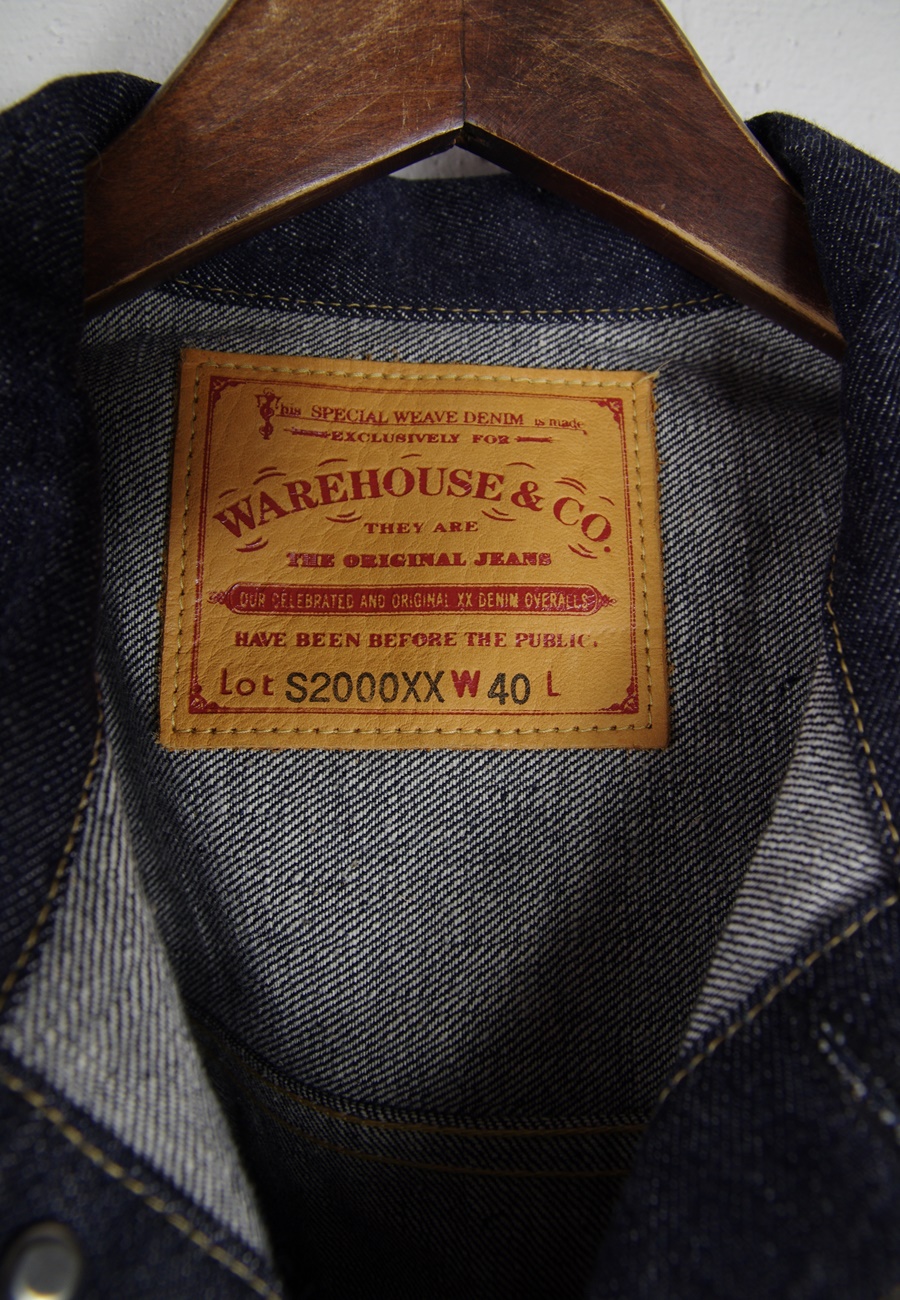 This SPECIAL WEAVE DENIM is made
EXCLUSIVELY FOR
WAREHOUSE & CO.
THEY ARE
THE ORIGINAL JEANS
OUR CELEBRATED AND ORIGINAL XX DENIM OVERALLS
HAVE BEEN BEFORE THE PUBLIC.
Lot S2000XX W 40 L